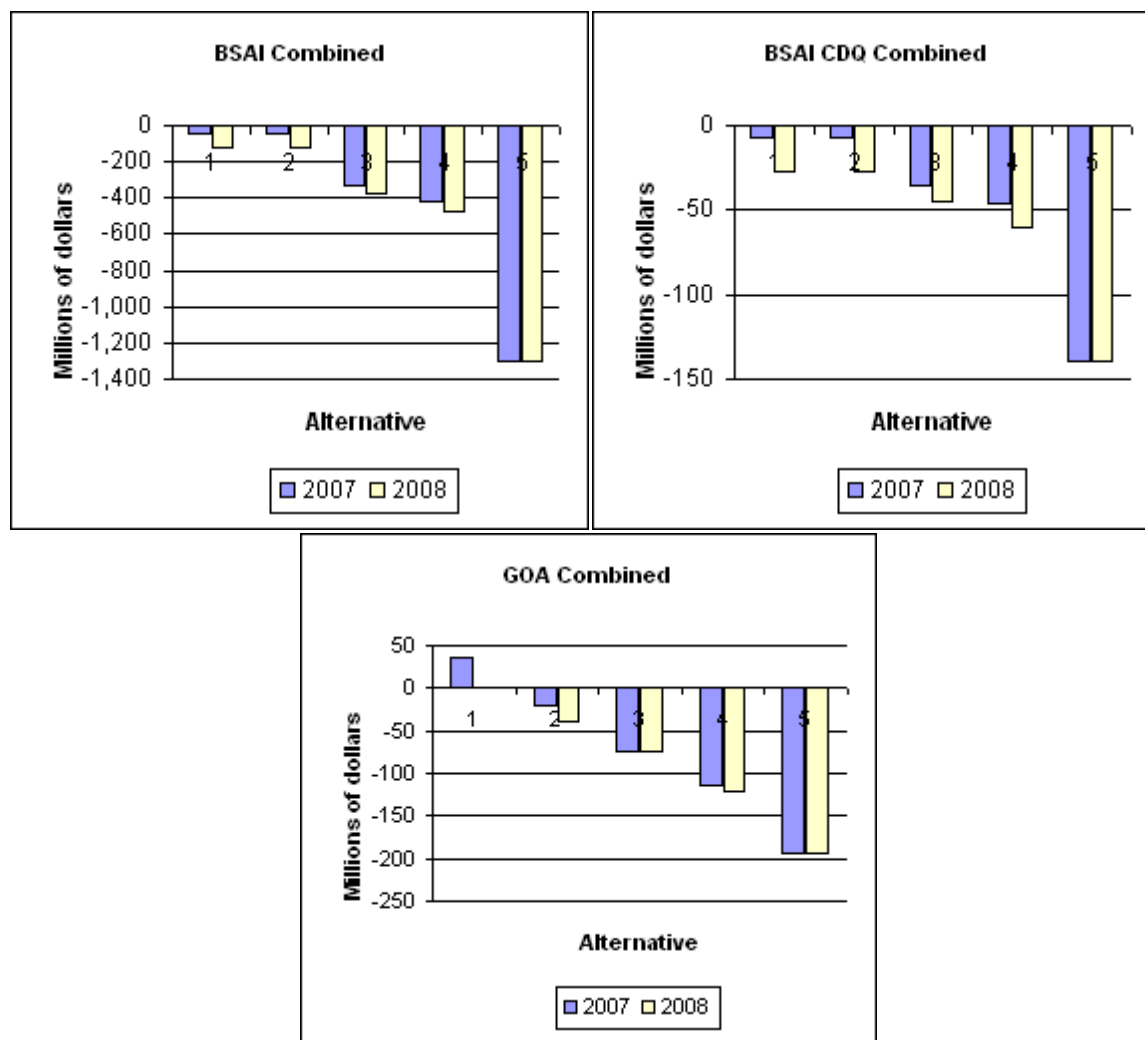 BSAI Combined
0
-200
-400
-600
-800
-1,000
-1,200
-1,400
1 2 3 4 5
Millions of dollars
Alternative
2007 2008
BSAI CDQ Combined
0
-50
-100
-150
1 2 3 4 5
Millions of dollars
Alternative
2007 2008
GOA Combined
50
0
-50
-100
-150
-200
-250
1 2 3 4 5
Millions of dollars
Alternative
2007 2008